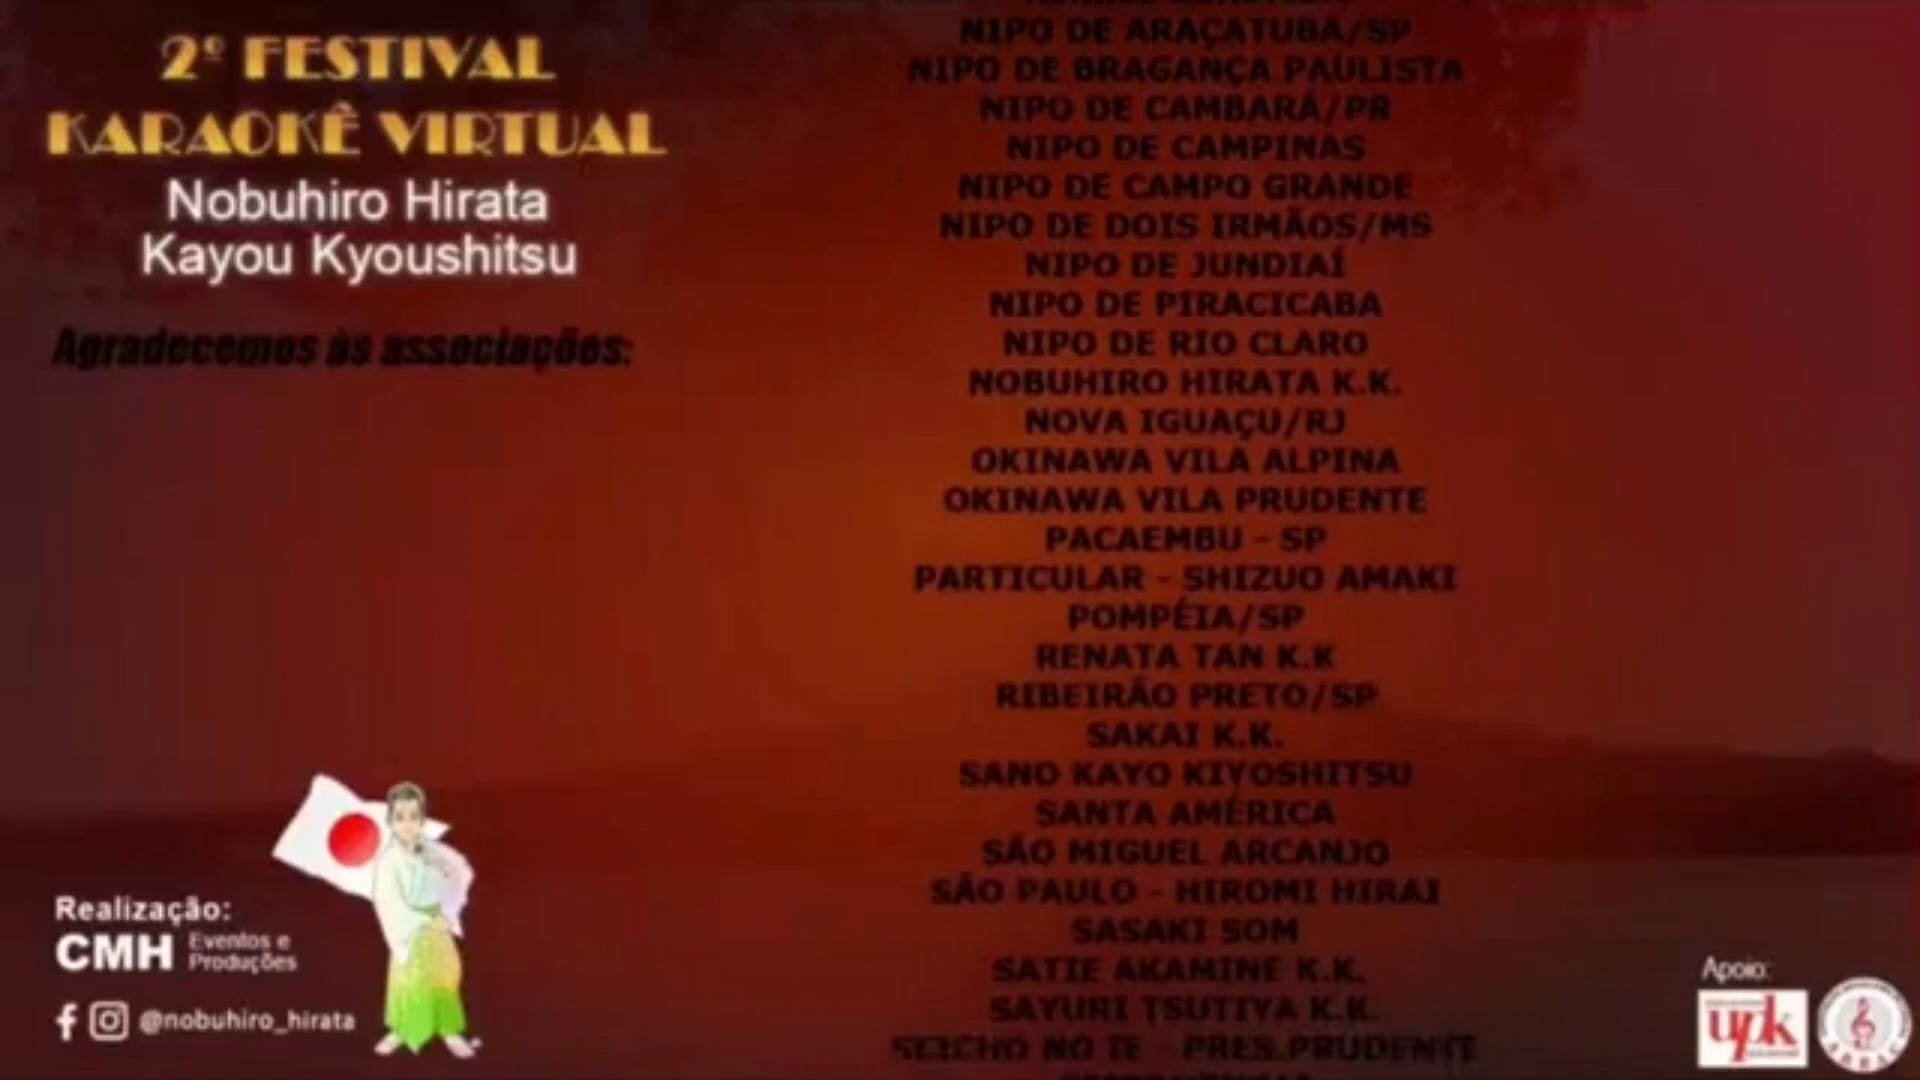 2º FESTIVAL
KARAOKÊ VIRTUAL
Nobuhiro Hirata
Kayou Kyoushitsu
Agradecemos às associações:
NIPO DE ARAÇATUBA/SP
NIPO DE BRAGANÇA PAULISTA
NIPO DE CAMBARÁ/PR
NIPO DE CAMPINAS
NIPO DE CAMPO GRANDE
NIPO DE DOIS IRMÃOS/MS
NIPO DE JUNDIAÍ
NIPO DE PIRACICABA
NIPO DE RIO CLARO
NOBUHIRO HIRATA K.K.
NOVA IGUAÇU/RJ
OKINAWA VILA ALPINA
OKINAWA VILA PRUDENTE
PACAEMBU - SP
PARTICULAR - SHIZUO AMAKI
POMPÉIA/SP
RENATA TAN K.K
RIBEIRÃO PRETO/SP
SAKAI K.K.
SANO KAYO KIYOSHITSU
SANTA AMÉRICA
SÃO MIGUEL ARCANJO
SÃO PAULO - HIROMI HIRAI
SASAKI SOM
SATIE AKAMINE K.K.
SAYURI TSUTIYA K.K.
SEICHO NO IE - PRES.PRUDENTE
Realização:
CMH Eventos e
Produções
@nobuhiro_hirata
Apoio:
upk